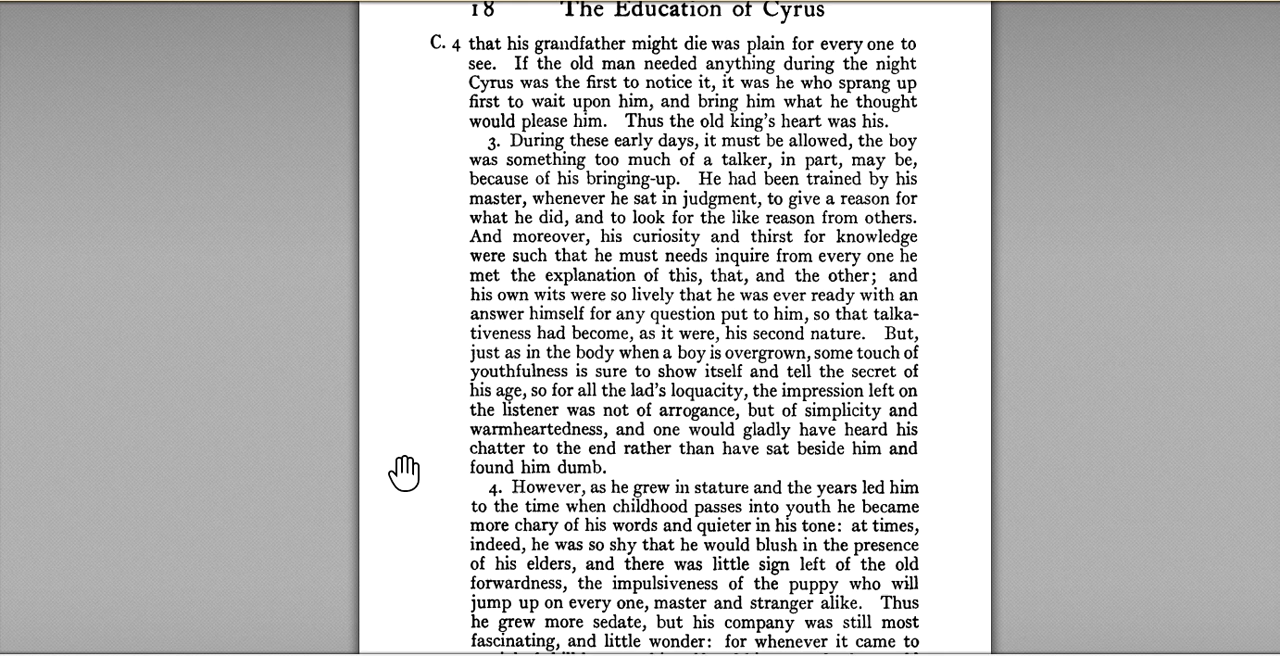 18 The Education of Cyrus
C. 4 that his grandfather might die was plain for every one to
see. If the old man needed anything during the night
Cyrus was the first to notice it, it was he who sprang up
first to wait upon him, and bring him what he thought
would please him. Thus the old king's heart was his.
3. During these early days, it must be allowed, the boy
was something too much of a talker, in part, may be,
because of his bringing-up. He had been trained by his
master, whenever he sat in judgment, to give a reason for
what he did, and to look for the like reason from others.
And moreover, his curiosity and thirst for knowledge
were such that he must needs inquire from every one he
met the explanation of this, that, and the other; and
his own wits were so lively that he was ever ready with an
answer himself for any question put to him, so that talka-
tiveness had become, as it were, his second nature. But,
just as in the body when a boy is overgrown, some touch of
youthfulness is sure to show itself and tell the secret of
his age, so for all the lad's loquacity, the impression left on
the listener was not of arrogance, but of simplicity and
warmheartedness, and one would gladly have heard his
chatter to the end rather than have sat beside him and
found him dumb.
4. However, as he grew in stature and the years led him
to the time when childhood passes into youth he became
more chary of his words and quieter in his tone: at times,
indeed, he was so shy that he would blush in the presence
of his elders, and there was little sign left of the old
forwardness, the impulsiveness of the puppy who will
jump up on every one, master and stranger alike. Thus
he grew more sedate, but his company was still most
fascinating, and little wonder: for whenever it came to